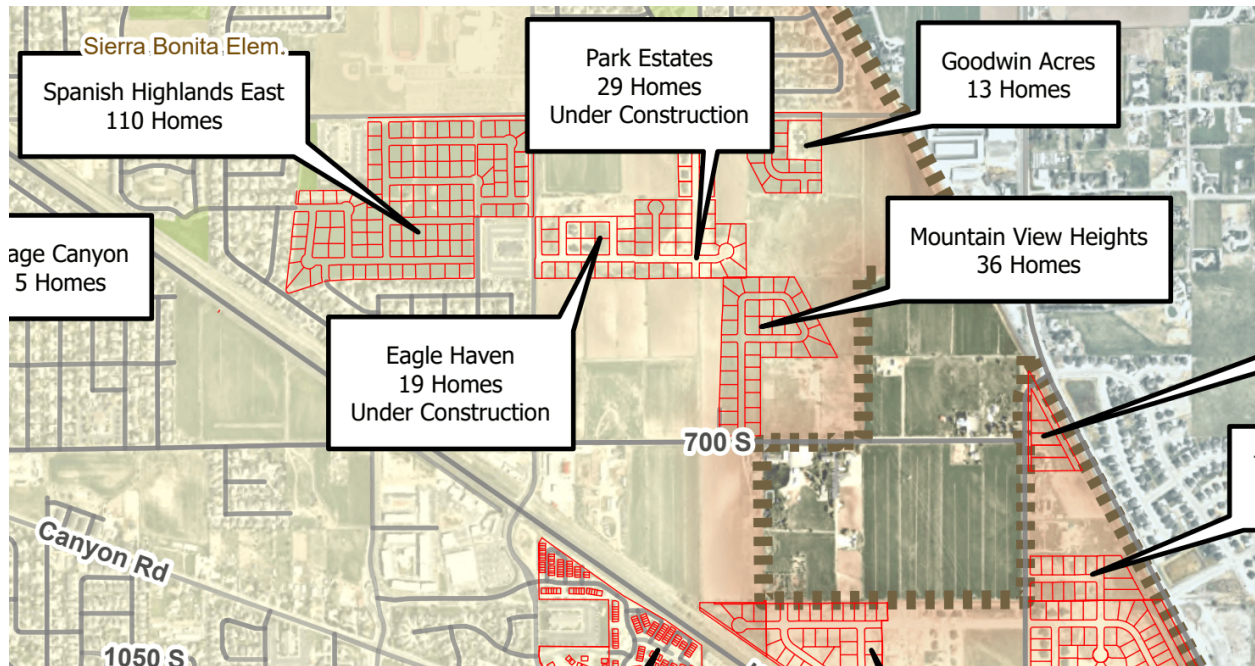 Sierra Bonita Elem.
Spanish Highlands East
110 Homes
Park Estates
29 Homes
Under Construction
Goodwin Acres
13 Homes
age Canyon
5 Homes
Mountain View Heights
36 Homes
Eagle Haven
19 Homes
Under Construction
700 S
Canyon Rd
1050 S